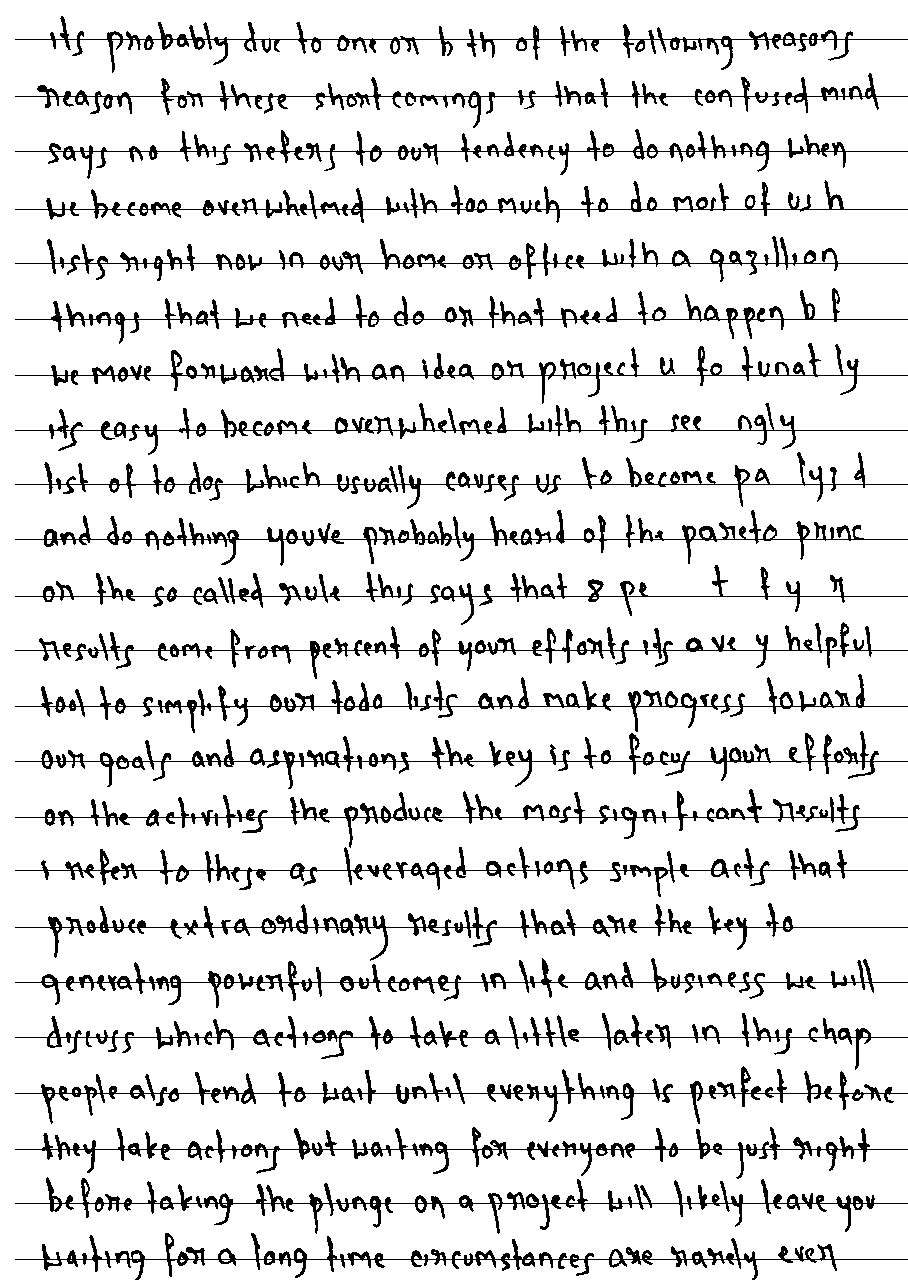 its probably due to one or b th of the following reasons
reason for these shortcomings is that the confused mind
says no this refers to our tendency to do nothing when
we become overwhelmed with too much to do most of us h
lists right now in our home or office with a gazillion
things that we need to do or that need to happen b f
we move forward with an idea or project u fo tunat ly
its easy to become overwhelmed with this see ngly
list of to dos which usually causes us to become pa lyz d
and do nothing youve probably heard of the pareto princ
or the so called rule this says that 8 pe t f y r
results come from percent of your efforts its a ve y helpful
tool to simplify our todo lists and make progress toward
our goals and aspirations the key is to focus your efforts
on the activities the produce the most significant results
i refer to these as leveraged actions simple acts that
produce extra ordinary results that are the key to
generating powerful outcomes in life and business we will
discuss which actions to take a little later in this chap
people also tend to wait until everything is perfect before
they take actions but waiting for everyone to be just right
before taking the plunge on a project will likely leave you
waiting for a long time circumstances are rarely ever